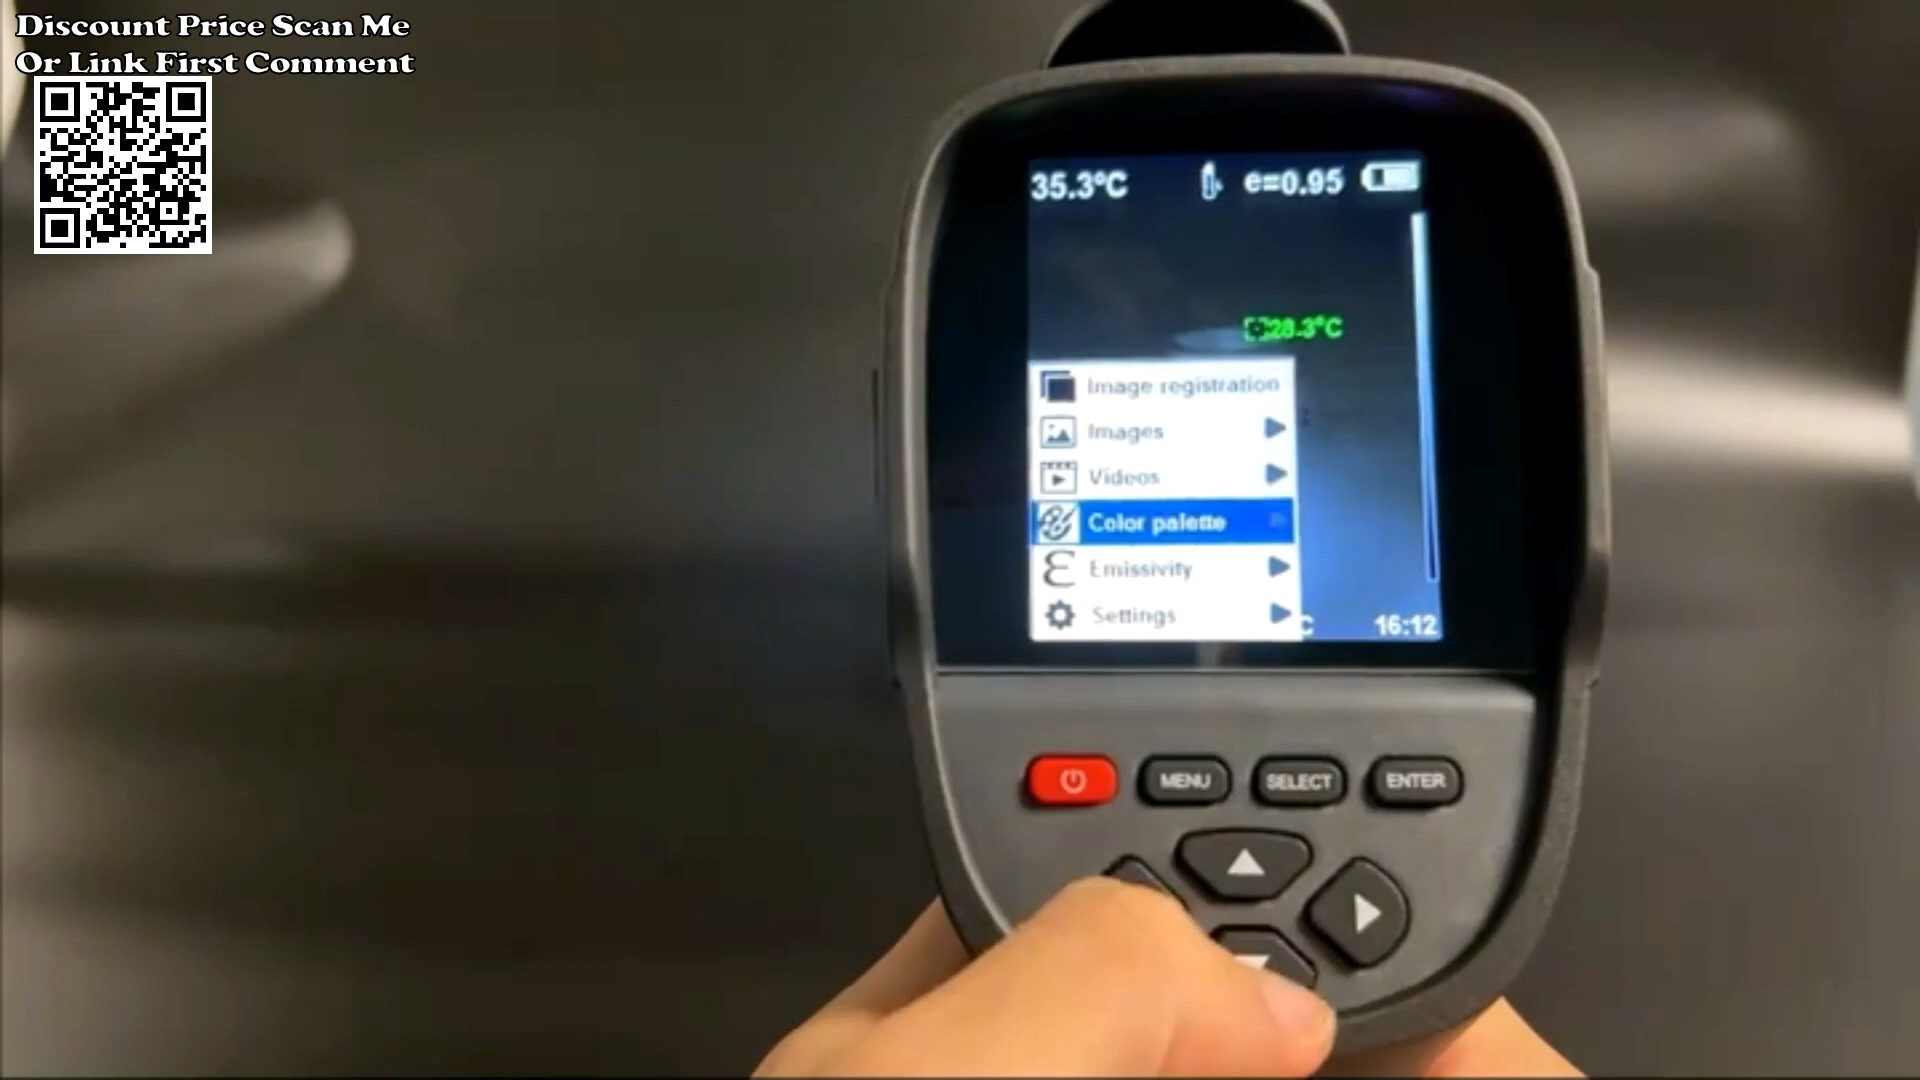 Discount Price Scan Me
Or Link First Comment
35.3°C e=0.95
28.3°C
Image registration
Images
Videos
Color palette
Emissivity
Settings
C 16:12
MENU SELECT ENTER